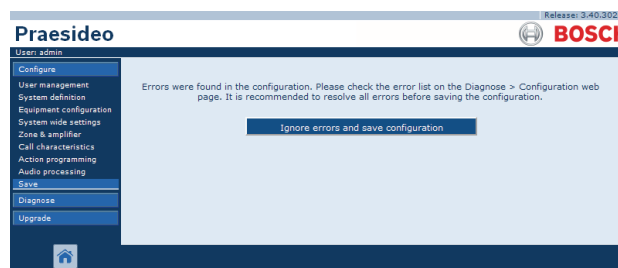 Release: 3.40.302
Praesideo
BOSCH
User: admin
Configure
User management
System definition
Equipment configuration
System wide settings
Zone & amplifier
Call characteristics
Action programming
Audio processing
Save
Diagnose
Upgrade
Errors were found in the configuration. Please check the error list on the Diagnose > Configuration web
page. It is recommended to resolve all errors before saving the configuration.
Ignore errors and save configuration